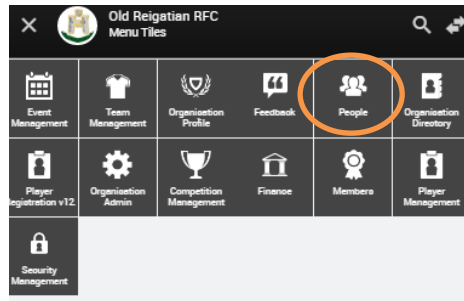 Old Reigatian RFC
Menu Tiles
Event
Management
Team
Management
Organisation
Profile
Feedback
People
Organisation
Directory
Player
egistration v12
Organisation
Admin
Competition
Management
Finance
Members
Player
Management
Security
Management